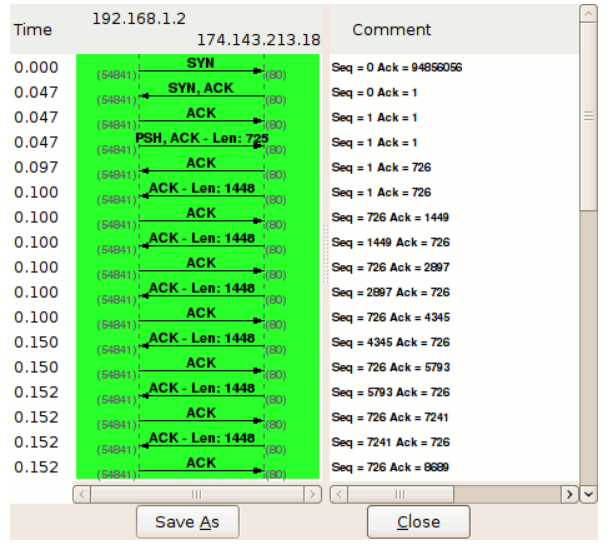 Time 192.168.1.2 174.143.213.18 Comment
0.000 (54841) SYN (80) Seq = 0 Ack = 94856056
0.047 (54841) SYN, ACK (80) Seq = 0 Ack = 1
0.047 (54841) ACK (80) Seq = 1 Ack = 1
0.047 (54841) PSH, ACK - Len: 725 (80) Seq = 1 Ack = 1
0.097 (54841) ACK (80) Seq = 1 Ack = 726
0.100 (54841) ACK - Len: 1448 (80) Seq = 1 Ack = 726
0.100 (54841) ACK (80) Seq = 726 Ack = 1449
0.100 (54841) ACK - Len: 1448 (80) Seq = 1449 Ack = 726
0.100 (54841) ACK (80) Seq = 726 Ack = 2897
0.100 (54841) ACK - Len: 1448 (80) Seq = 2897 Ack = 726
0.100 (54841) ACK (80) Seq = 726 Ack = 4345
0.150 (54841) ACK - Len: 1448 (80) Seq = 4345 Ack = 726
0.150 (54841) ACK (80) Seq = 726 Ack = 5793
0.152 (54841) ACK - Len: 1448 (80) Seq = 5793 Ack = 726
0.152 (54841) ACK (80) Seq = 726 Ack = 7241
0.152 (54841) ACK - Len: 1448 (80) Seq = 7241 Ack = 726
0.152 (54841) ACK (80) Seq = 726 Ack = 8689
Save As Close